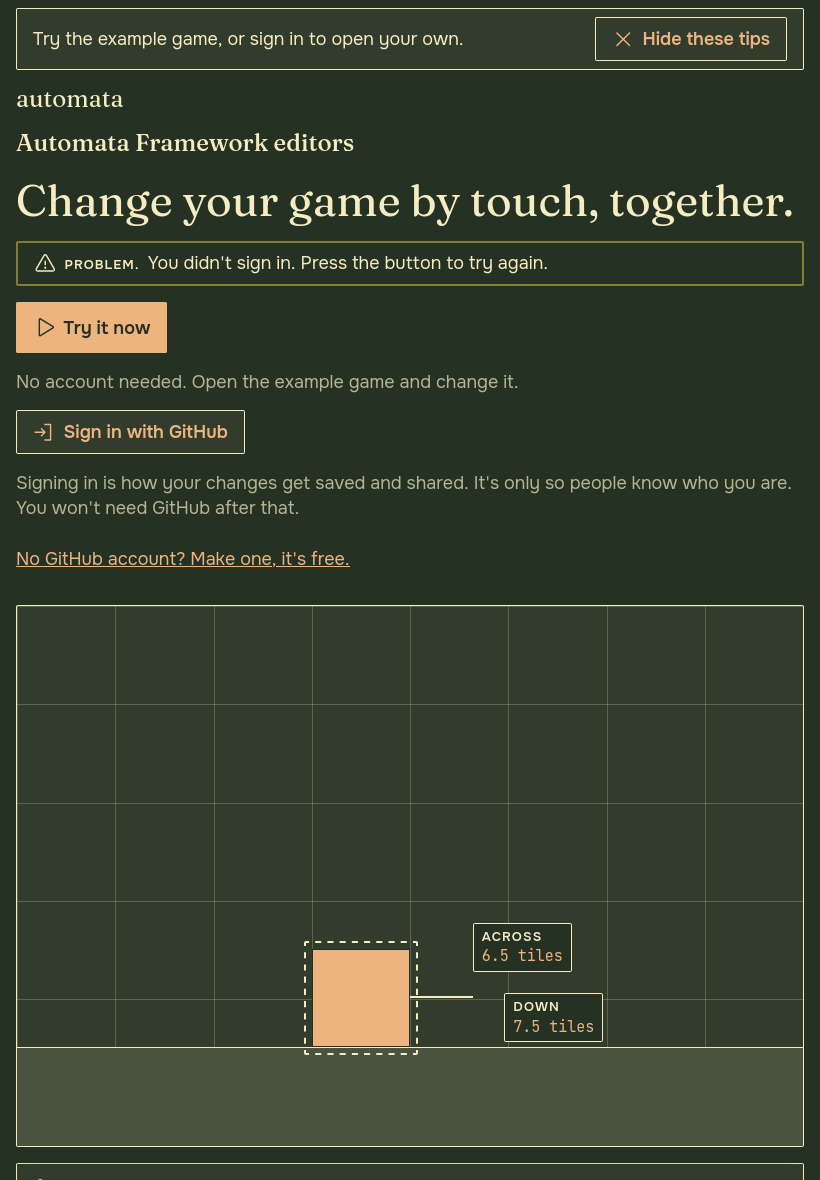 Try the example game, or sign in to open your own.
Hide these tips
automata
Automata Framework editors
Change your game by touch, together.
PROBLEM. You didn't sign in. Press the button to try again.
Try it now
No account needed. Open the example game and change it.
Sign in with GitHub
Signing in is how your changes get saved and shared. It's only so people know who you are.
You won't need GitHub after that.
No GitHub account? Make one, it's free.
ACROSS
6.5 tiles
DOWN
7.5 tiles